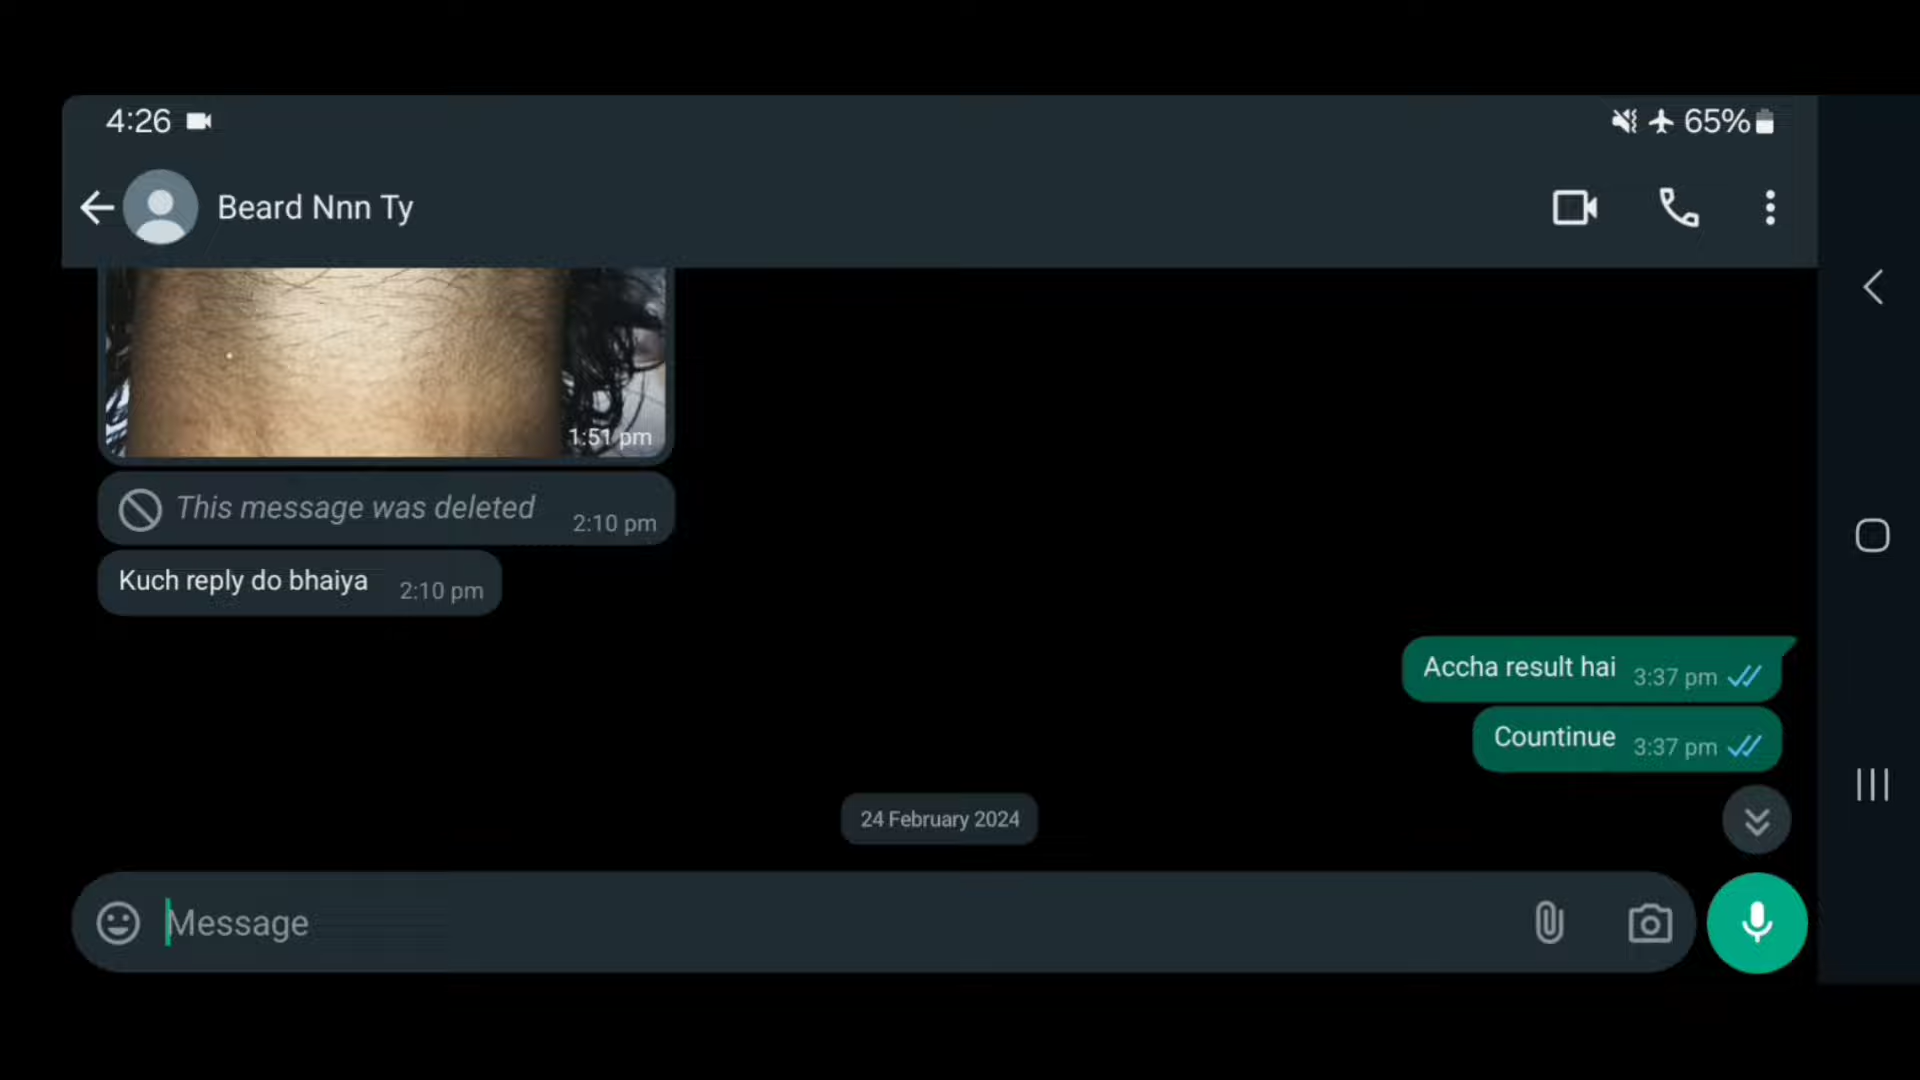 4:26
65%
Beard Nnn Ty
1:51 pm
This message was deleted 2:10 pm
Kuch reply do bhaiya 2:10 pm
Accha result hai 3:37 pm
Countinue 3:37 pm
24 February 2024
Message